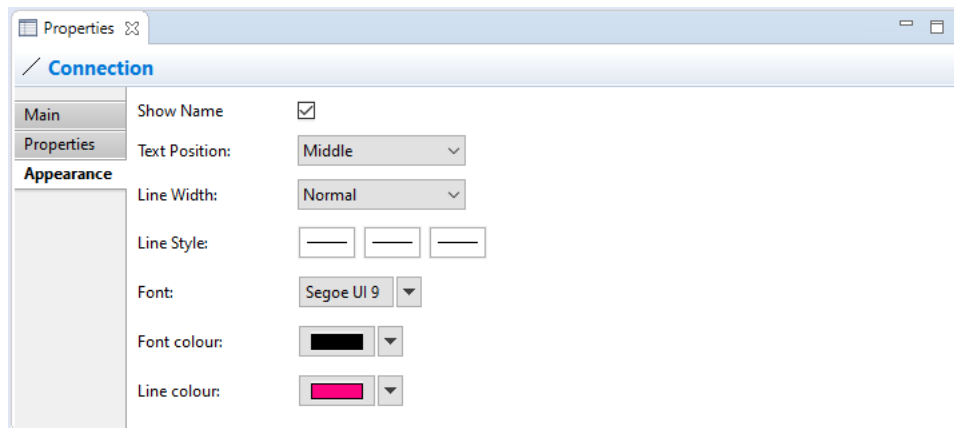 Properties
Connection
Main
Properties
Appearance
Show Name
Text Position: Middle
Line Width: Normal
Line Style:
Font: Segoe UI 9
Font colour:
Line colour: